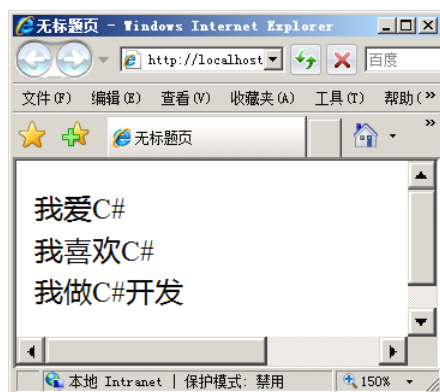 无标题页 - Windows Internet Explorer
http://localhost
百度
文件(F) 编辑(E) 查看(V) 收藏夹(A) 工具(T) 帮助(
无标题页
我爱C#
我喜欢C#
我做C#开发
本地 Intranet | 保护模式: 禁用
150%